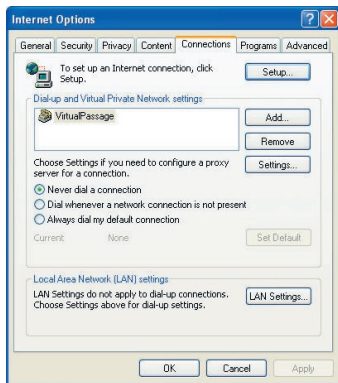 Internet Options
General Security Privacy Content Connections Programs Advanced
To set up an Internet connection, click
Setup.
Setup...
Dial-up and Virtual Private Network settings
VirtualPassage
Add...
Remove
Choose Settings if you need to configure a proxy
server for a connection.
Settings...
Never dial a connection
Dial whenever a network connection is not present
Always dial my default connection
Current None Set Default
Local Area Network (LAN) settings
LAN Settings do not apply to dial-up connections.
Choose Settings above for dial-up settings.
LAN Settings...
OK Cancel Apply